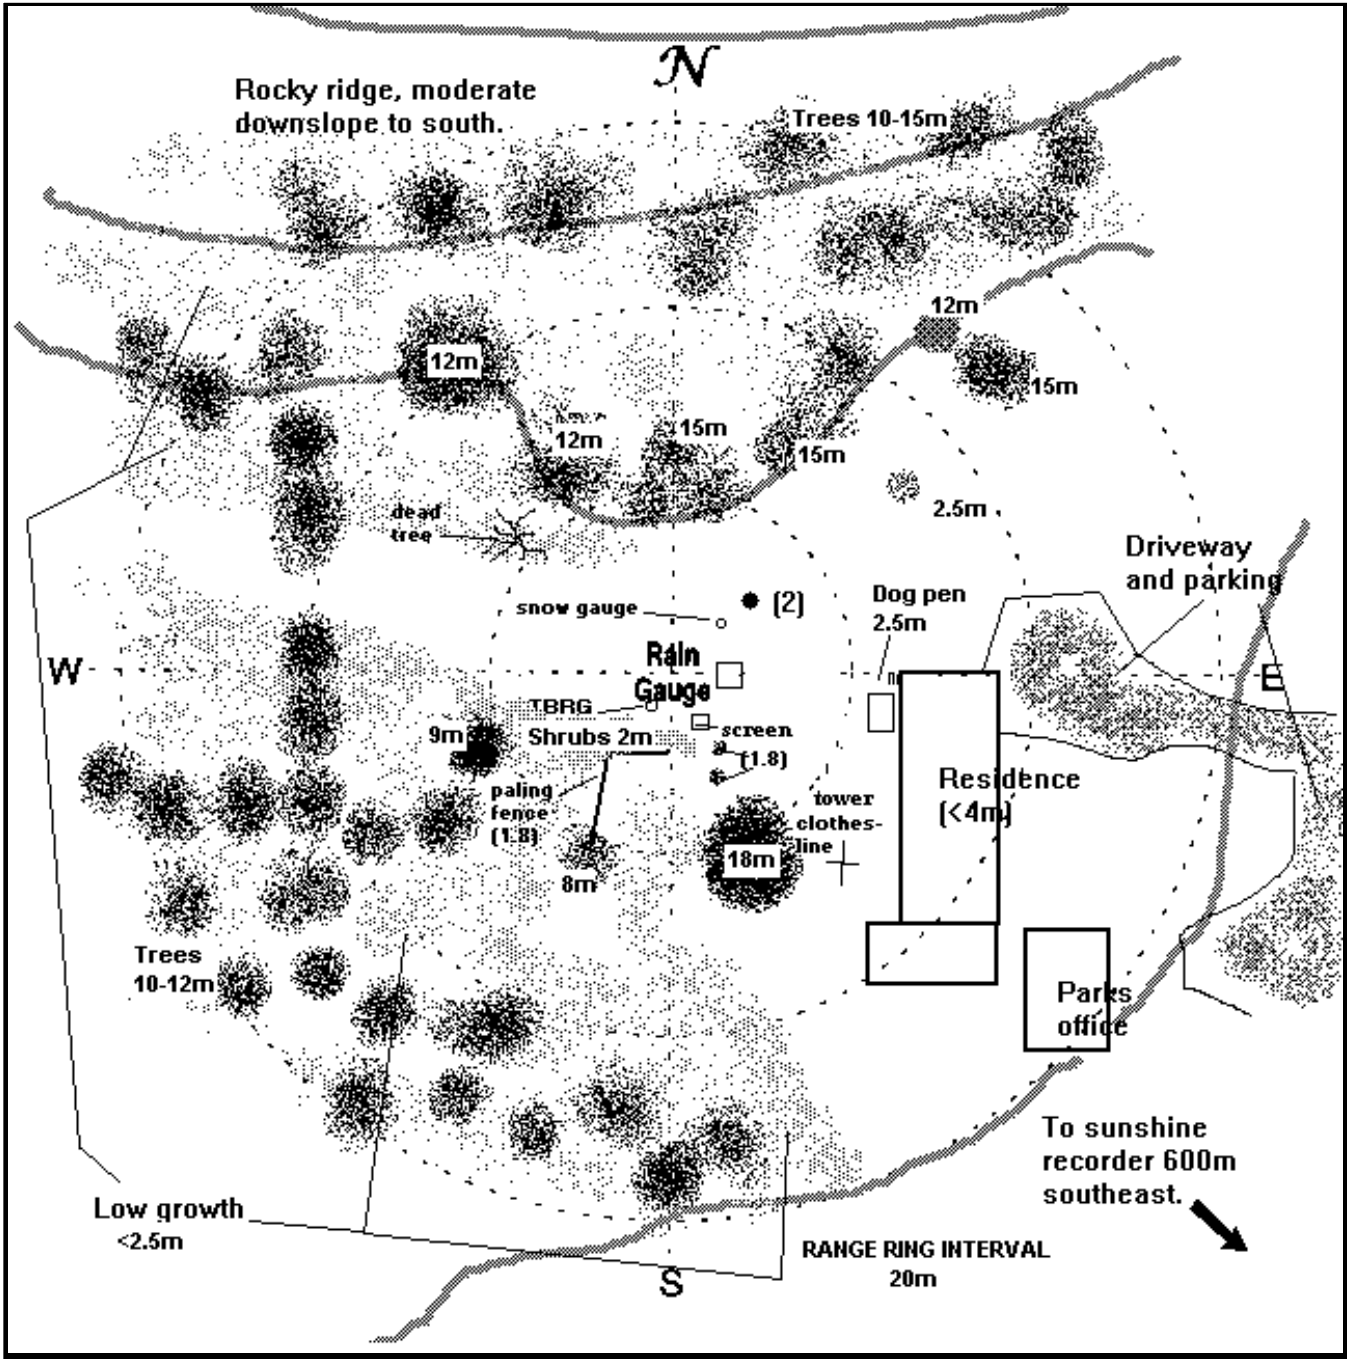 N
Rocky ridge, moderate
downslope to south.
Trees 10-15m
12m
12m
15m
12m
15m
15m
dead
tree
2.5m
Driveway
and parking
snow gauge
(2)
Dog pen
2.5m
W
Rain
Gauge
E
TBRG
9m
Shrubs 2m
screen
(1.8)
paling
fence
(1.8)
tower
clothes-
line
Residence
(<4m)
18m
8m
Trees
10-12m
Parks
office
To sunshine
recorder 600m
southeast.
Low growth
<2.5m
RANGE RING INTERVAL
20m
S